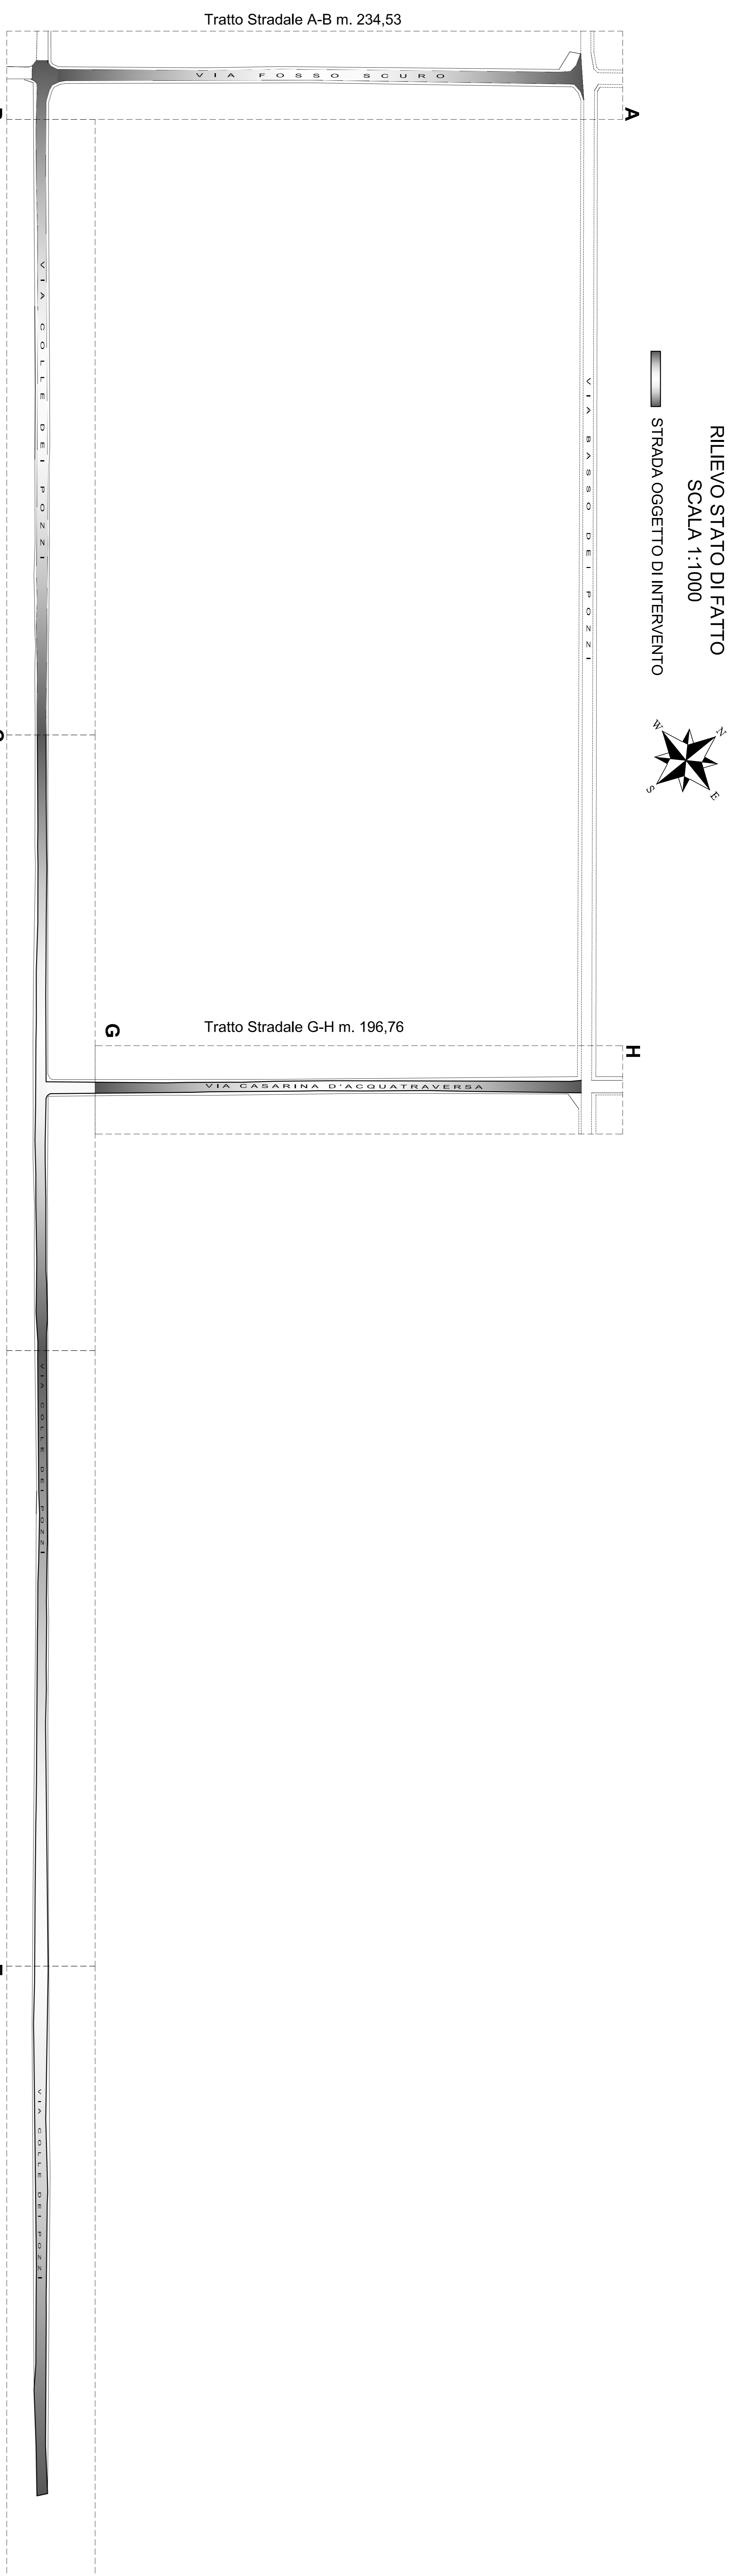 Tratto Stradale A-B m. 234,53
VIA FOSSO SCURO
A
VIA COLLE DEI POZZI
VIA BASSO DEI POZZI
RILIEVO STATO DI FATTO
SCALA 1:1000
STRADA OGGETTO DI INTERVENTO
N
W
E
S
G
Tratto Stradale G-H m. 196,76
H
VIA CASARINA D'ACQUATRAVERSA
VIA COLLE DEI POZZI
VIA COLLE DEI POZZI